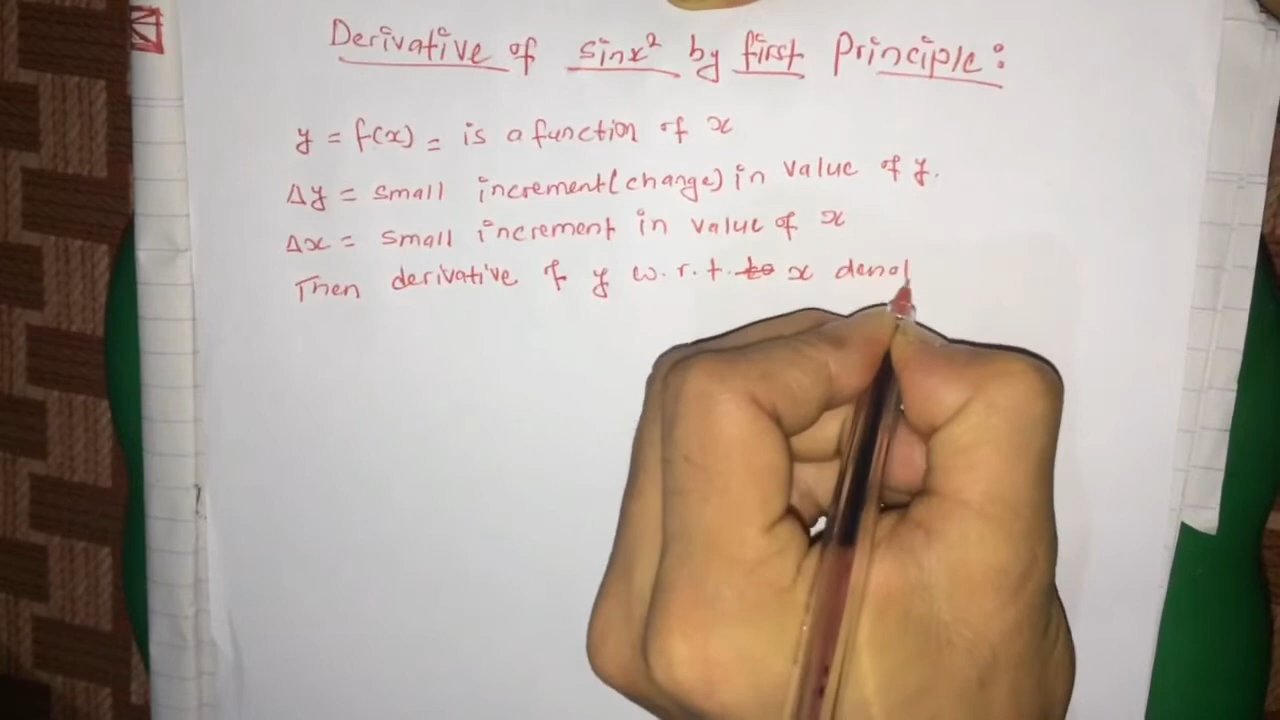 Derivative of sinx² by first Principle:
y = f(x) = is a function of x
Δy = small increment(change) in value of y.
Δx = small increment in value of x
Then derivative of y w.r.t. to x denot